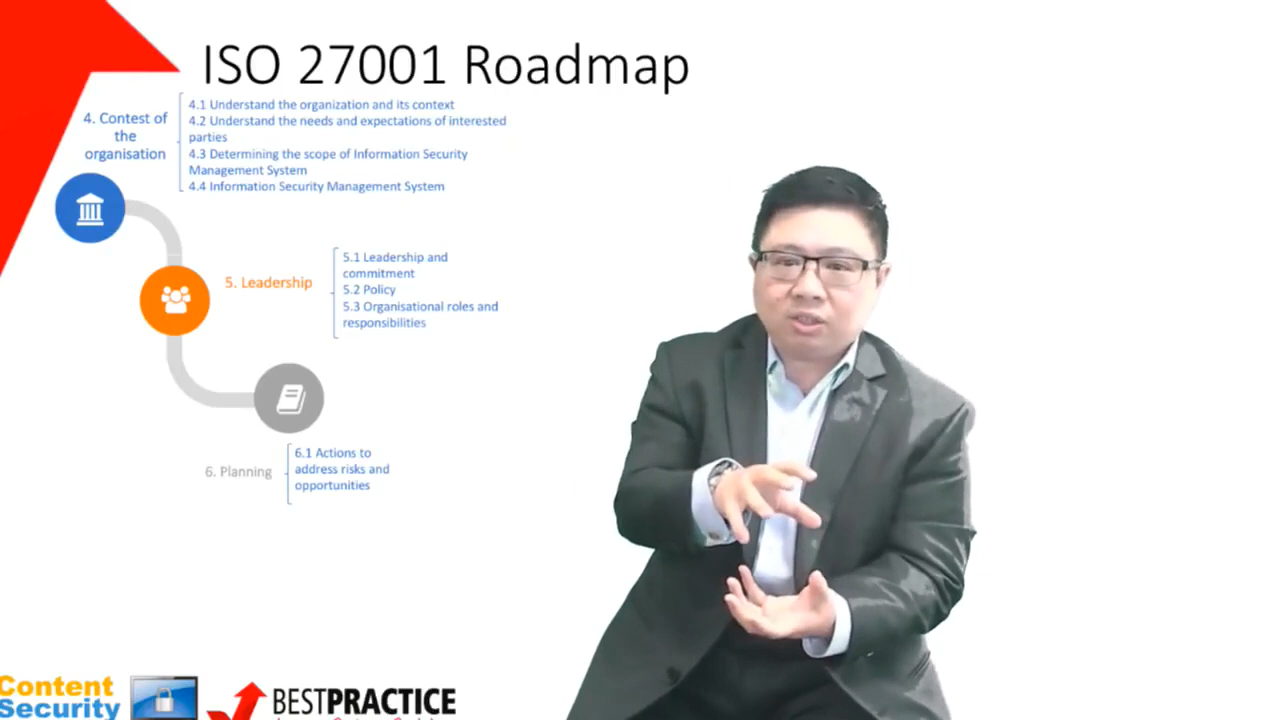 ISO 27001 Roadmap
4. Contest of
the
organisation
4.1 Understand the organization and its context
4.2 Understand the needs and expectations of interested
parties
4.3 Determining the scope of Information Security
Management System
4.4 Information Security Management System
5. Leadership
5.1 Leadership and
commitment
5.2 Policy
5.3 Organisational roles and
responsibilities
6. Planning
6.1 Actions to
address risks and
opportunities
Content
Security
BESTPRACTICE